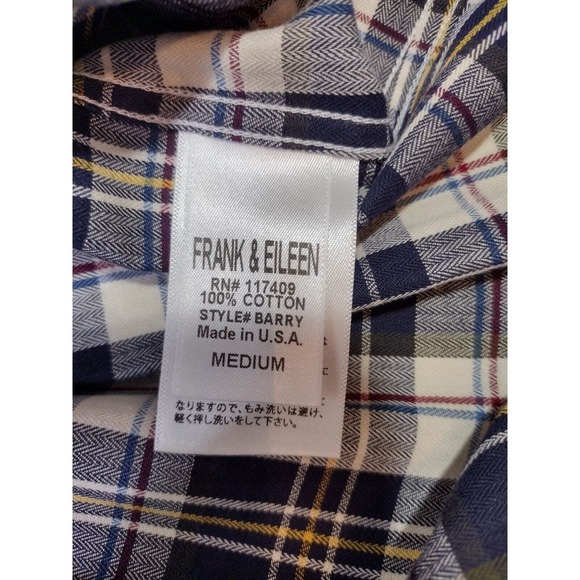 FRANK & EILEEN
RN# 117409
100% COTTON
STYLE# BARRY
Made in U.S.A.
MEDIUM
なりますので、もみ洗いは避け、
軽く押し洗いをして下さい。